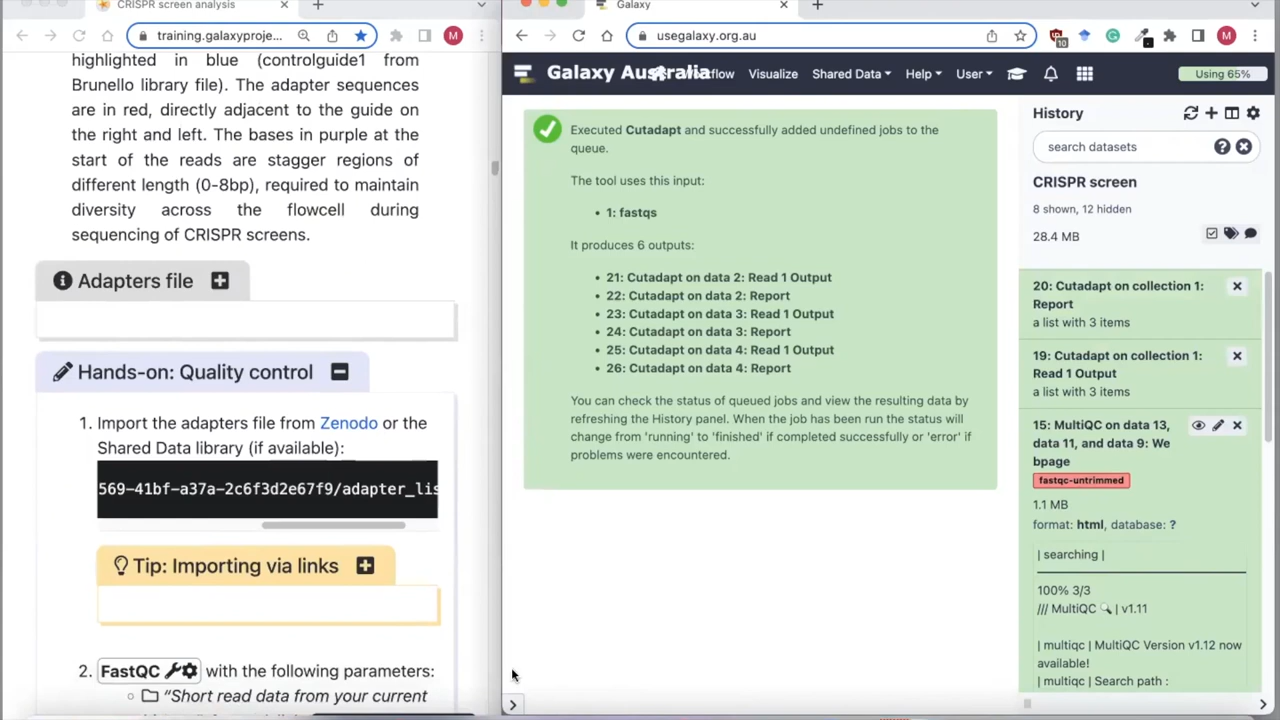 CRISPR screen analysis
training.galaxyproje...
M
highlighted in blue (controlguide1 from
Brunello library file). The adapter sequences
are in red, directly adjacent to the guide on
the right and left. The bases in purple at the
start of the reads are stagger regions of
different length (0-8bp), required to maintain
diversity across the flowcell during
sequencing of CRISPR screens.
Adapters file
Hands-on: Quality control
1. Import the adapters file from Zenodo or the
Shared Data library (if available):
569-41bf-a37a-2c6f3d2e67f9/adapter_lis
Tip: Importing via links
2. FastQC with the following parameters:
“Short read data from your current
Galaxy
usegalaxy.org.au
10
M
Galaxy Australia
Workflow Visualize Shared Data Help User
Using 65%
Executed Cutadapt and successfully added undefined jobs to the
queue.
The tool uses this input:
• 1: fastqs
It produces 6 outputs:
• 21: Cutadapt on data 2: Read 1 Output
• 22: Cutadapt on data 2: Report
• 23: Cutadapt on data 3: Read 1 Output
• 24: Cutadapt on data 3: Report
• 25: Cutadapt on data 4: Read 1 Output
• 26: Cutadapt on data 4: Report
You can check the status of queued jobs and view the resulting data by
refreshing the History panel. When the job has been run the status will
change from 'running' to 'finished' if completed successfully or 'error' if
problems were encountered.
History
search datasets
CRISPR screen
8 shown, 12 hidden
28.4 MB
20: Cutadapt on collection 1:
Report
a list with 3 items
19: Cutadapt on collection 1:
Read 1 Output
a list with 3 items
15: MultiQC on data 13,
data 11, and data 9: We
bpage
fastqc-untrimmed
1.1 MB
format: html, database: ?
| searching |
100% 3/3
/// MultiQC 🔍 | v1.11
| multiqc | MultiQC Version v1.12 now
available!
| multiqc | Search path :